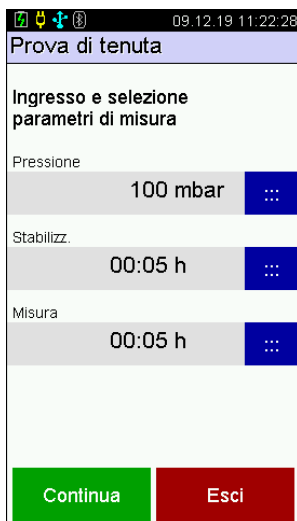 09.12.19 11:22:28
Prova di tenuta
Ingresso e selezione
parametri di misura
Pressione
100 mbar
:::
Stabilizz.
00:05 h
:::
Misura
00:05 h
:::
Continua
Esci